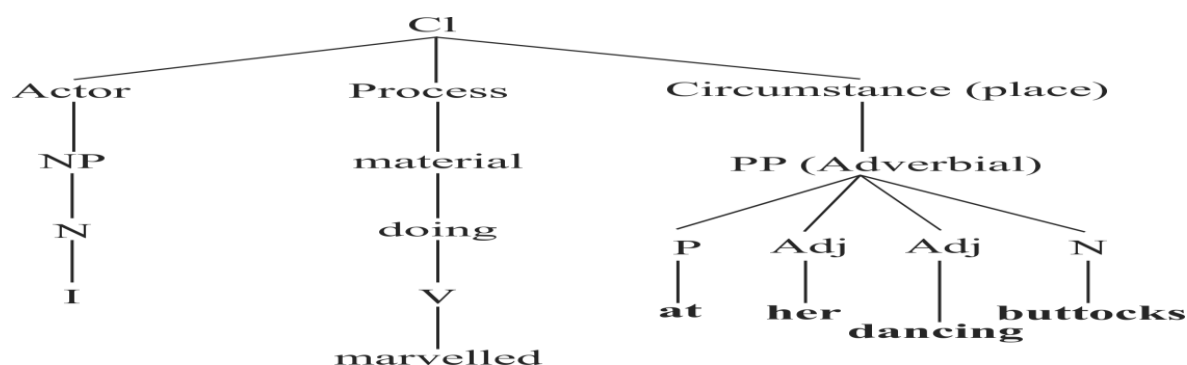 Cl
Actor Process Circumstance (place)
NP material PP (Adverbial)
N doing P Adj Adj N
I V at her dancing buttocks
marvelled